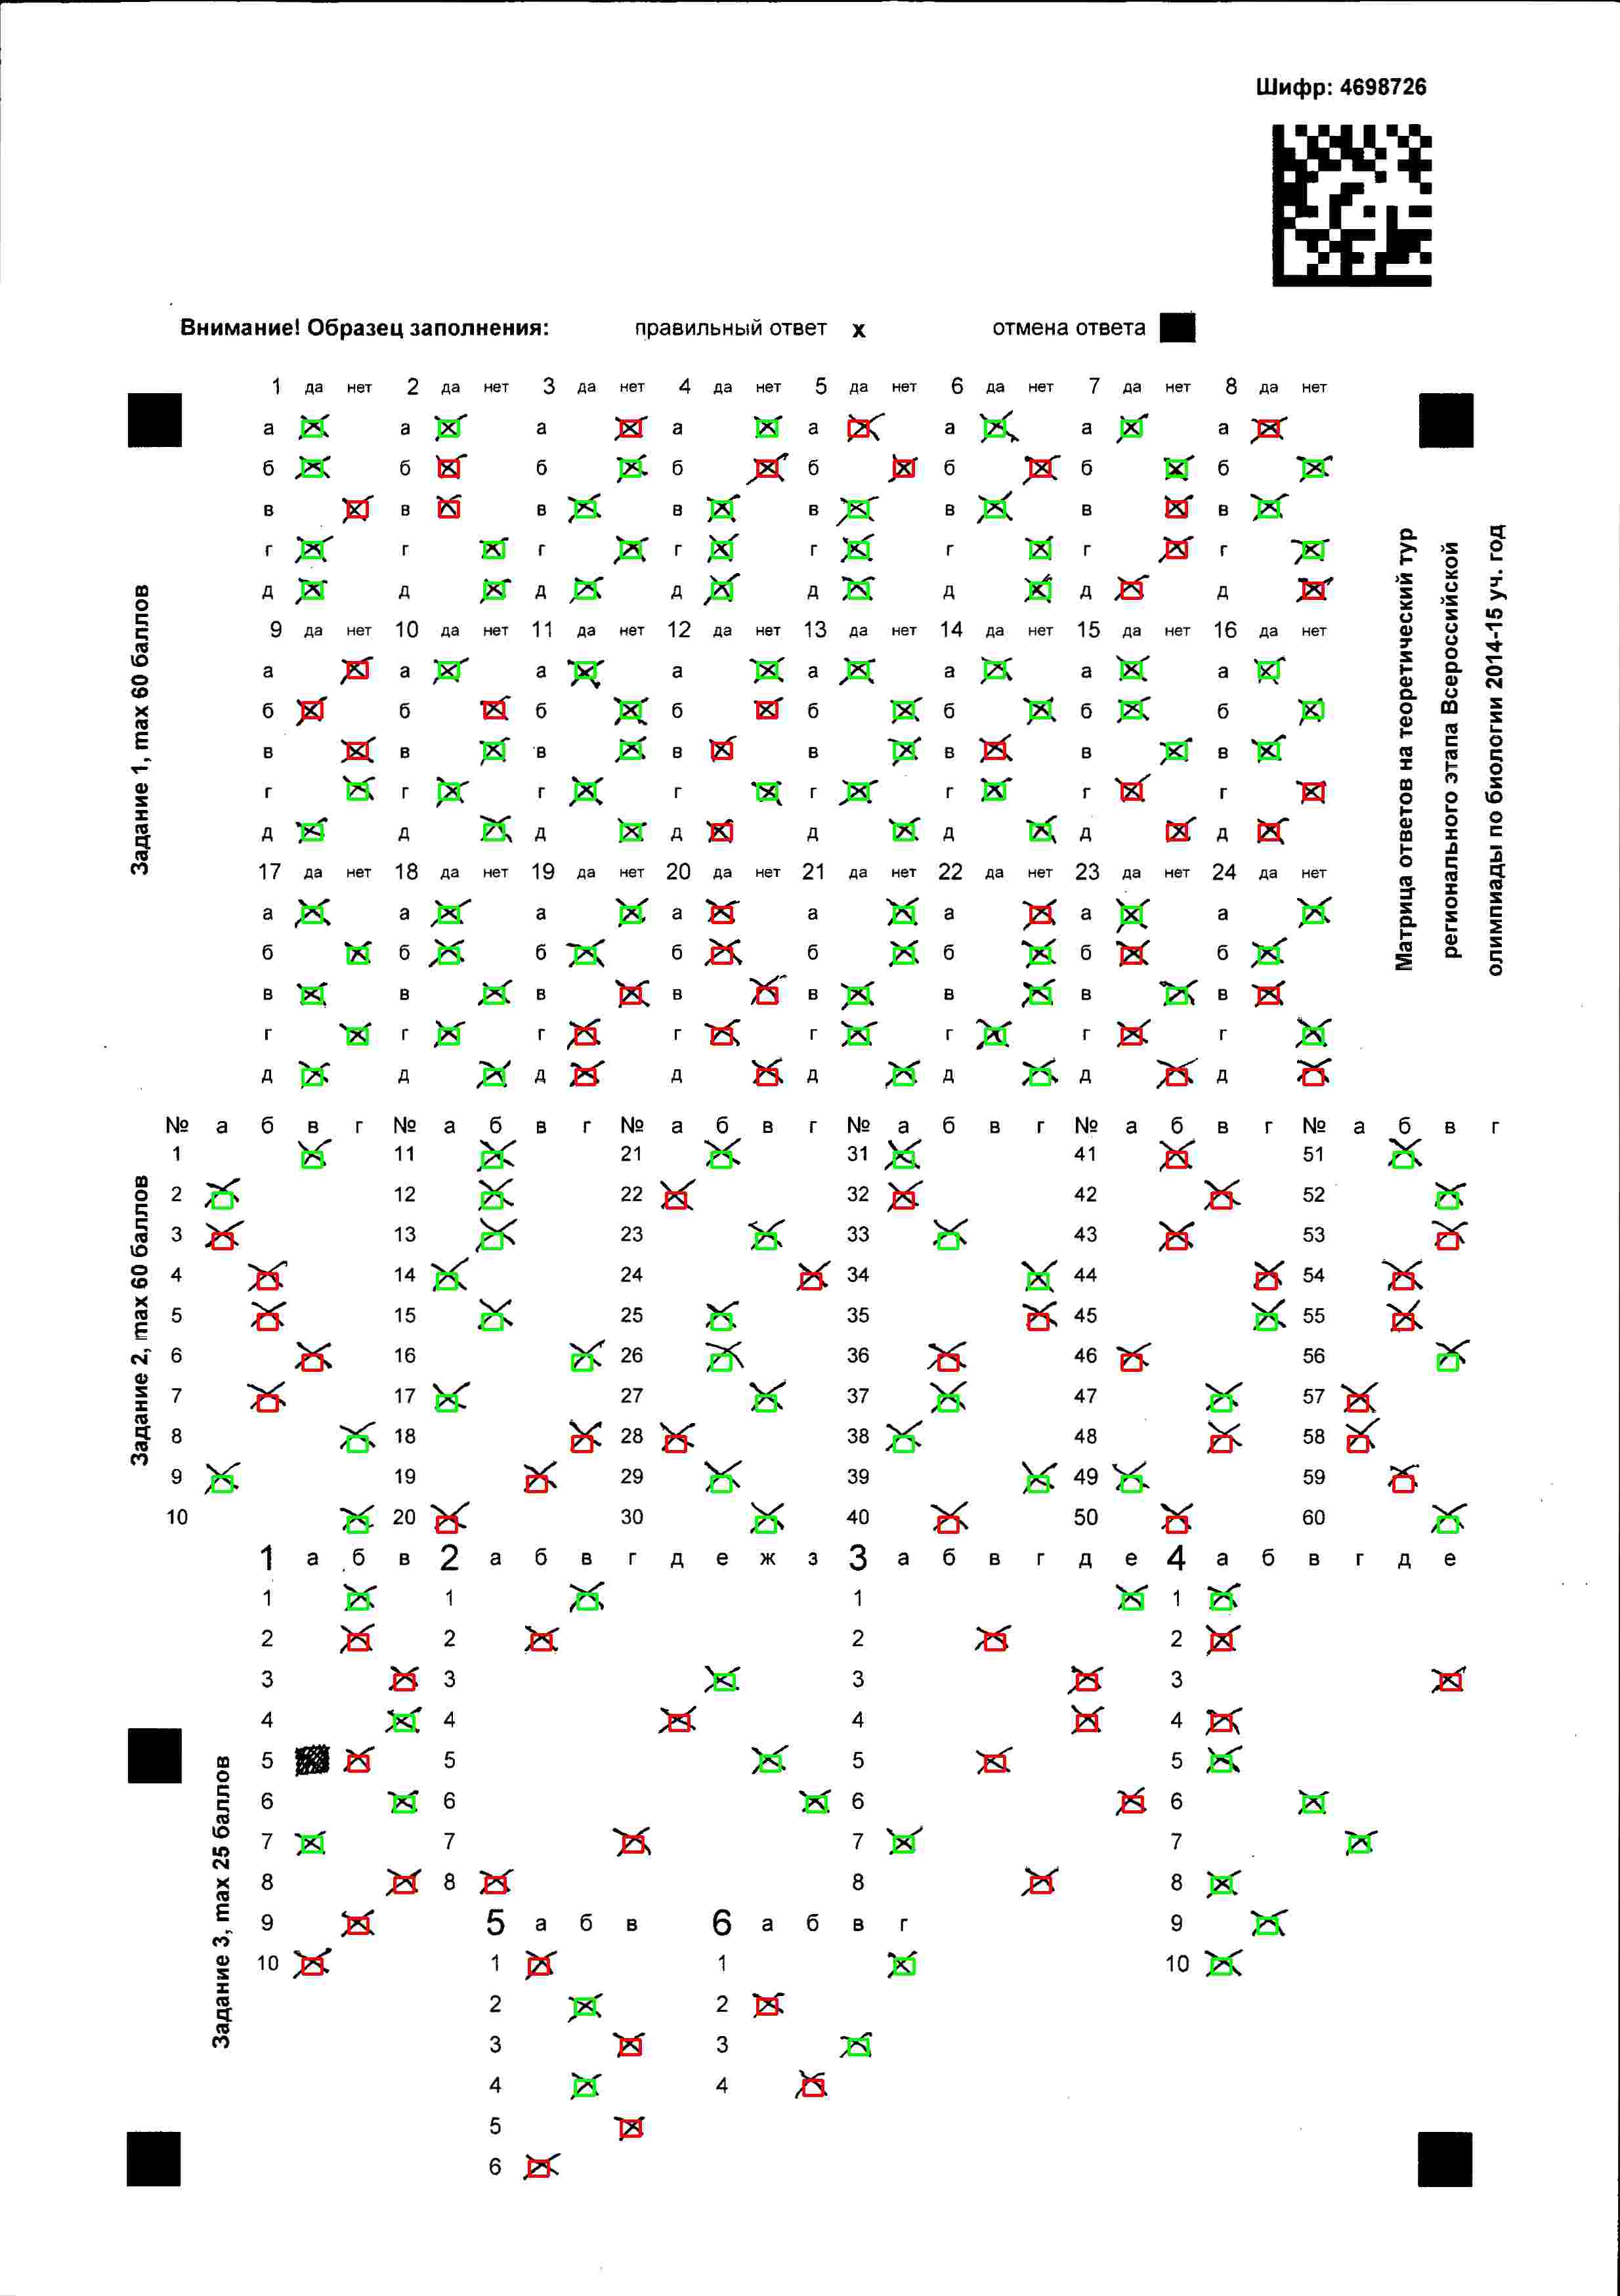 Шифр: 4698726
Внимание! Образец заполнения: правильный ответ х отмена ответа
1 да нет 2 да нет 3 да нет 4 да нет 5 да нет 6 да нет 7 да нет 8 да нет
а а а а а а а а
б б б б б б б б
в в в в в в в в
г г г г г г г г
д д д д д д д д
9 да нет 10 да нет 11 да нет 12 да нет 13 да нет 14 да нет 15 да нет 16 да нет
а а а а а а а а
б б б б б б б б
в в в в в в в в
г г г г г г г г
д д д д д д д д
17 да нет 18 да нет 19 да нет 20 да нет 21 да нет 22 да нет 23 да нет 24 да нет
а а а а а а а а
б б б б б б б б
в в в в в в в в
г г г г г г г г
д д д д д д д д
Задание 1, max 60 баллов
Матрица ответов на теоретический тур
регионального этапа Всероссийской
олимпиады по биологии 2014-15 уч. год
№ а б в г № а б в г № а б в г № а б в г № а б в г № а б в г
1 11 21 31 41 51
2 12 22 32 42 52
3 13 23 33 43 53
4 14 24 34 44 54
5 15 25 35 45 55
6 16 26 36 46 56
7 17 27 37 47 57
8 18 28 38 48 58
9 19 29 39 49 59
10 20 30 40 50 60
Задание 2, max 60 баллов
1 а б в 2 а б в г д е ж з 3 а б в г д е 4 а б в г д е
1 1 1 1
2 2 2 2
3 3 3 3
4 4 4 4
5 5 5 5
6 6 6 6
7 7 7 7
8 8 8 8
9 5 а б в 6 а б в г 9
10 1 1 10
2 2
3 3
4 4
5
6
Задание 3, max 25 баллов